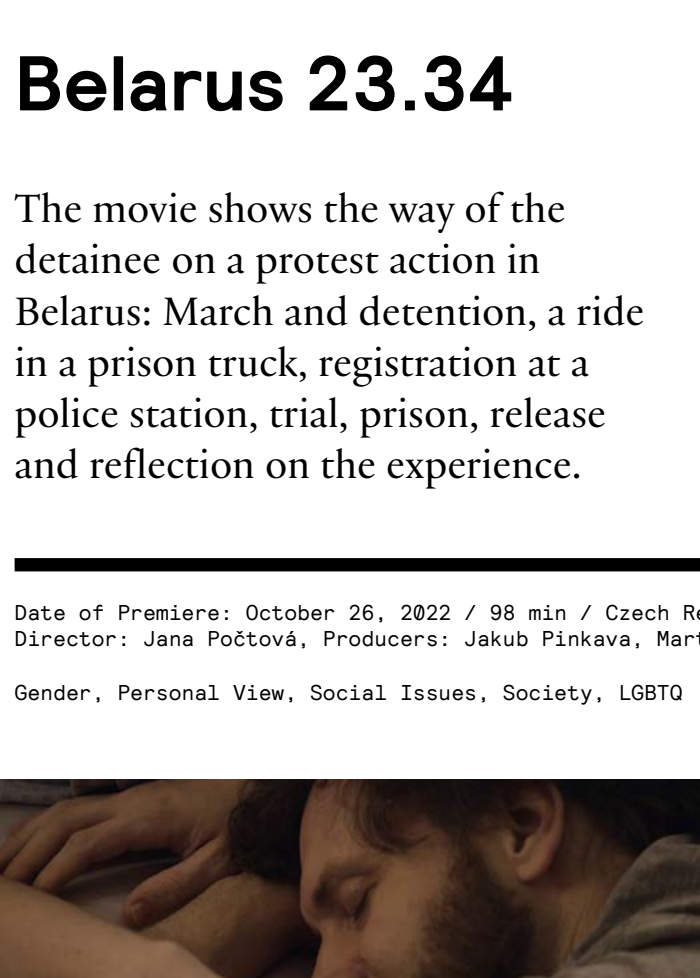 Belarus 23.34
The movie shows the way of the
detainee on a protest action in
Belarus: March and detention, a ride
in a prison truck, registration at a
police station, trial, prison, release
and reflection on the experience.
Date of Premiere: October 26, 2022 / 98 min / Czech
Director: Jana Počtová, Producers: Jakub Pinkava,
Gender, Personal View, Social Issues, Society, LGBTQ